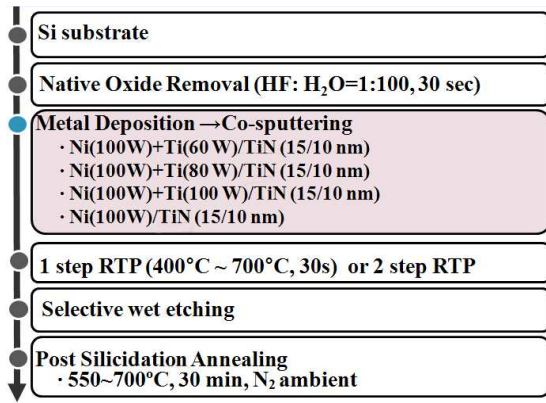 Si substrate
Native Oxide Removal (HF: H₂O=1:100, 30 sec)
Metal Deposition →Co-sputtering
· Ni(100W)+Ti(60 W)/TiN (15/10 nm)
· Ni(100W)+Ti(80 W)/TiN (15/10 nm)
· Ni(100W)+Ti(100 W)/TiN (15/10 nm)
· Ni(100W)/TiN (15/10 nm)
1 step RTP (400°C ~ 700°C, 30s) or 2 step RTP
Selective wet etching
Post Silicidation Annealing
· 550~700°C, 30 min, N₂ ambient